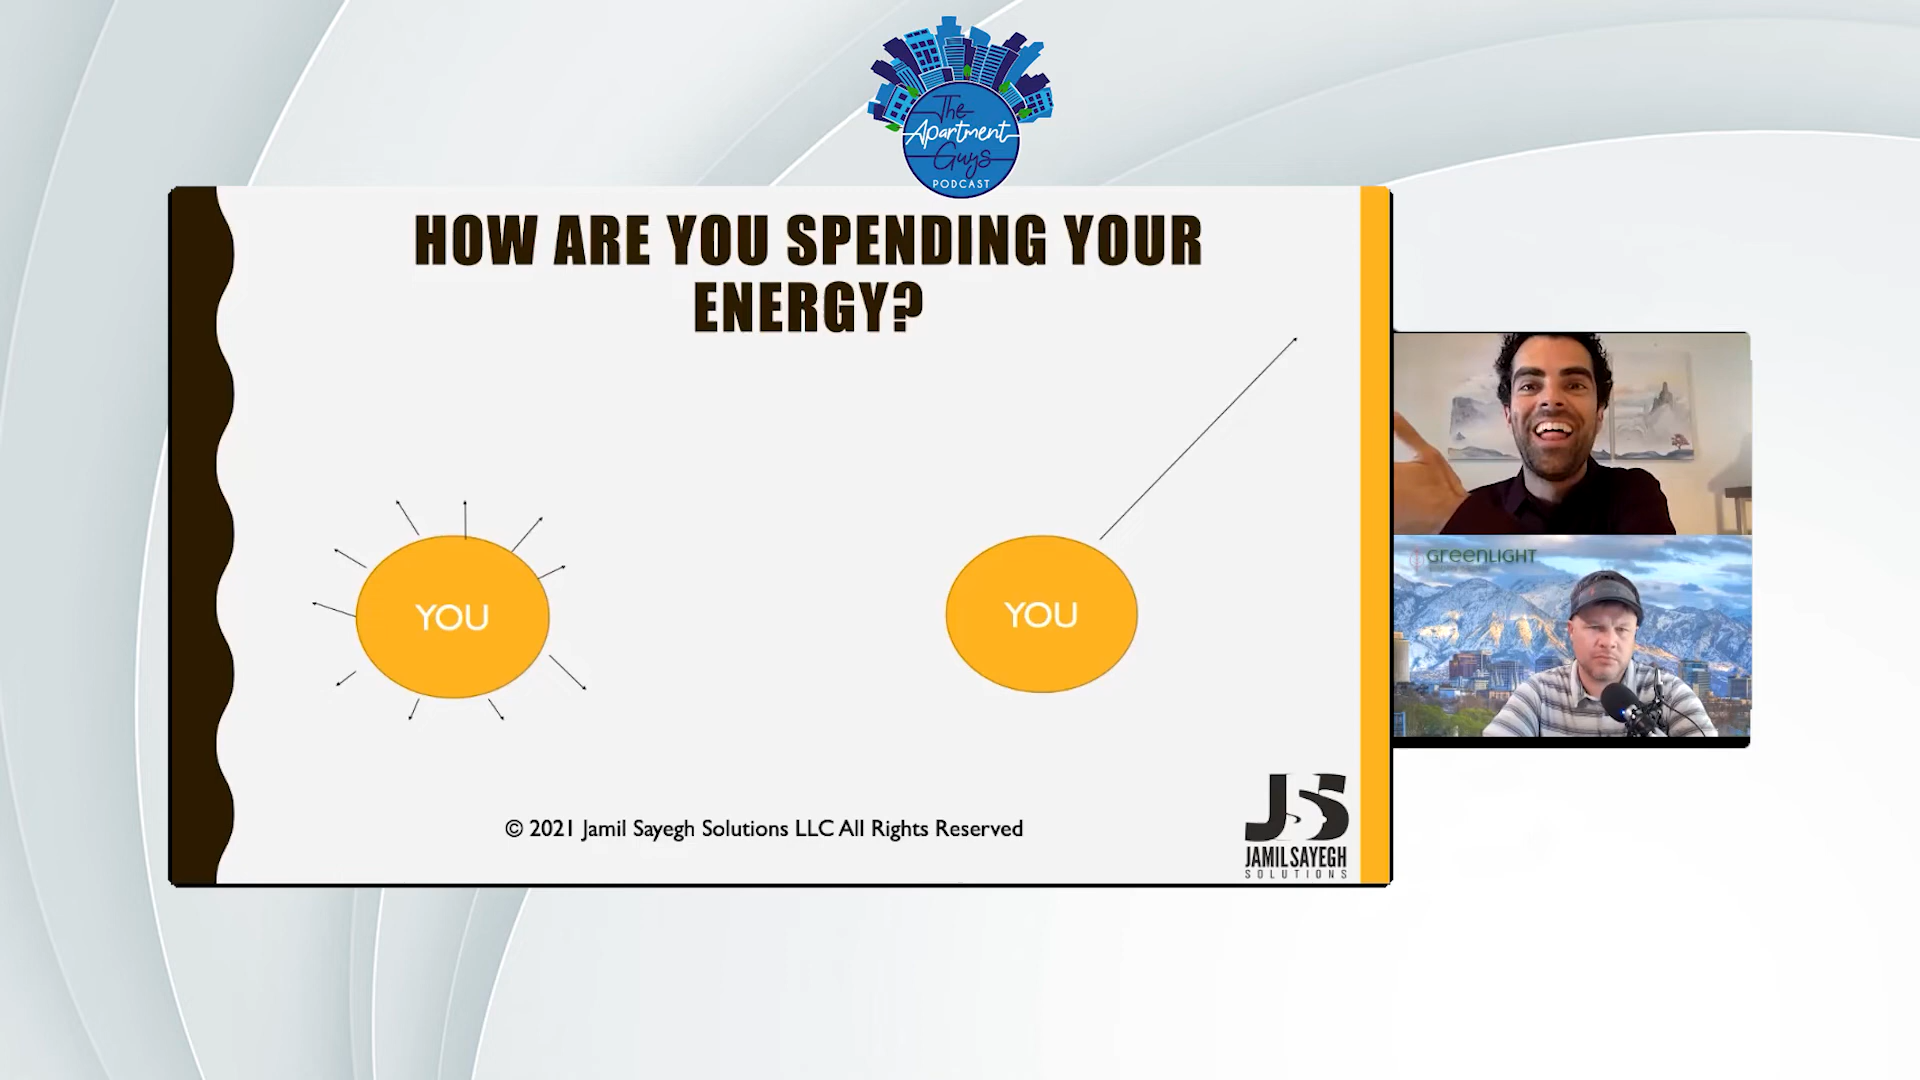 The
Apartment
Guys
PODCAST
HOW ARE YOU SPENDING YOUR
ENERGY?
YOU
YOU
© 2021 Jamil Sayegh Solutions LLC All Rights Reserved
JSS
JAMIL SAYEGH
SOLUTIONS
GreenLIGHT